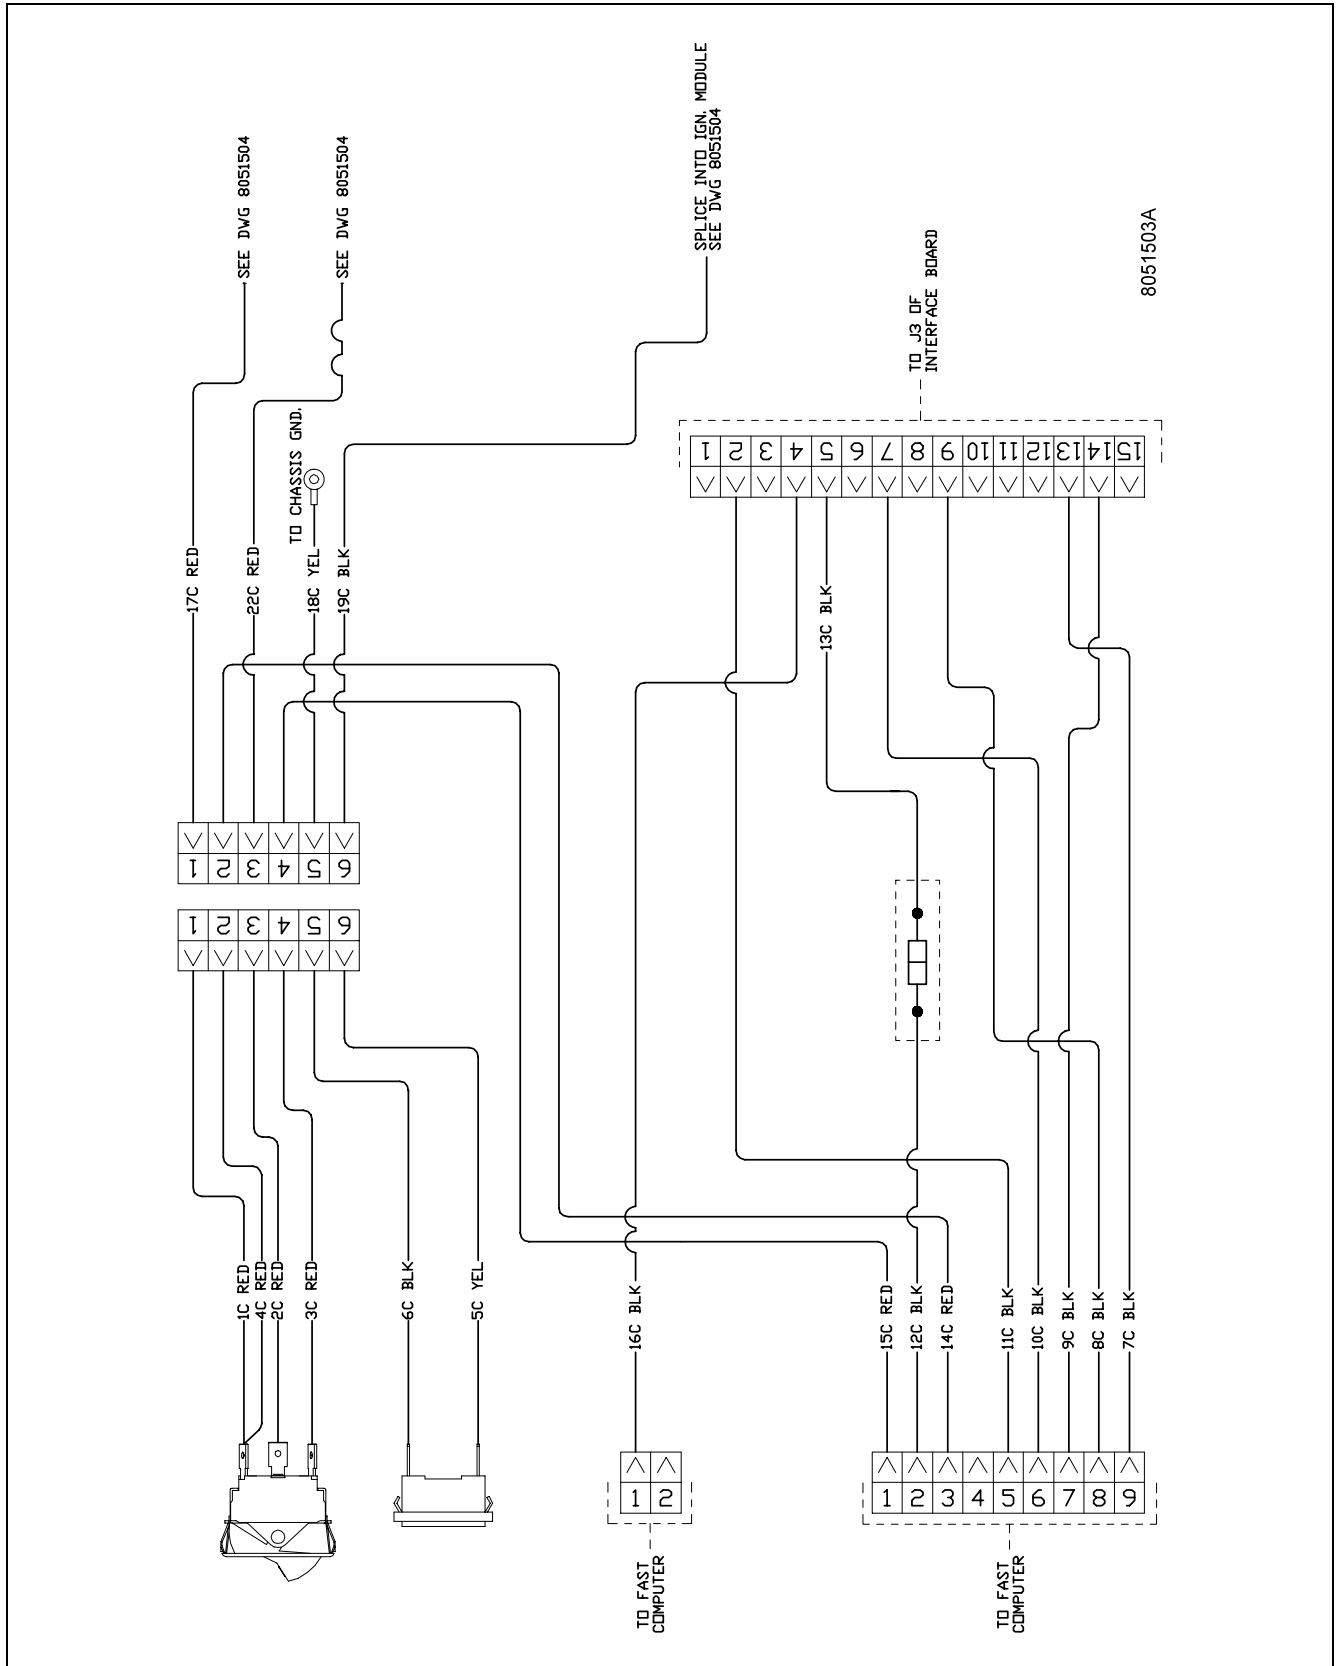 SEE DWG 8051504
SEE DWG 8051504
SPLICE INTO IGN. MODULE
SEE DWG 8051504
8051503A
TO J3 OF
INTERFACE BOARD
TO CHASSIS GND.
1
2
3
4
5
6
7
8
9
10
11
12
13
14
15
17C RED
22C RED
18C YEL
19C BLK
13C BLK
1
2
3
4
5
6
1
2
3
4
5
6
1C RED
4C RED
2C RED
3C RED
6C BLK
5C YEL
16C BLK
15C RED
12C BLK
14C RED
11C BLK
10C BLK
9C BLK
8C BLK
7C BLK
1
2
1
2
3
4
5
6
7
8
9
TO FAST
COMPUTER
TO FAST
COMPUTER